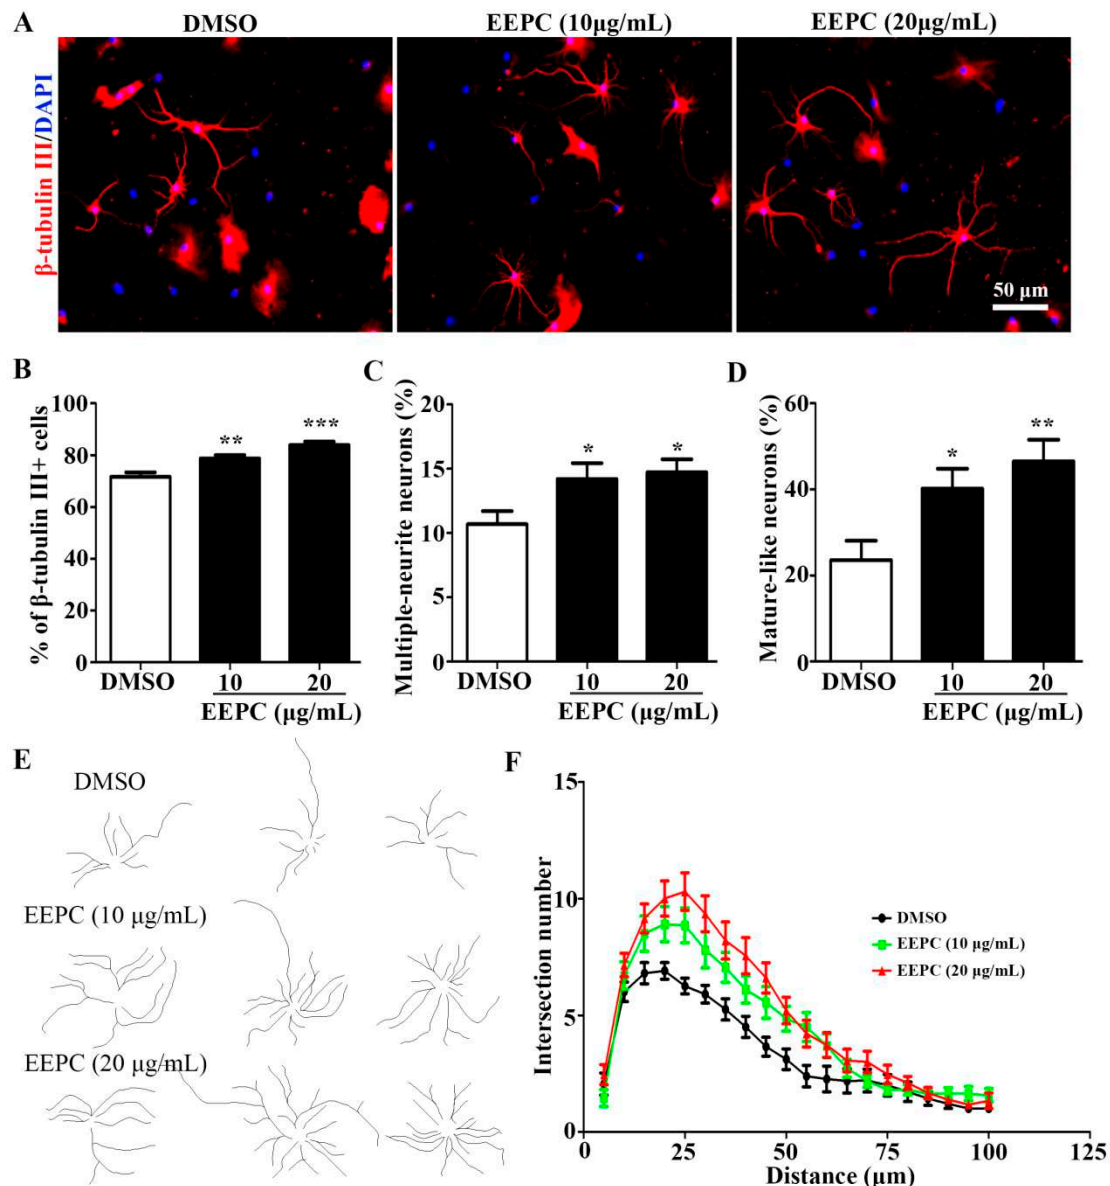 A
DMSO
EEPC (10μg/mL)
EEPC (20μg/mL)
β-tubulin III/DAPI
50 μm
B
% of β-tubulin III+ cells
100
80
60
40
20
0
**
***
DMSO
10
20
EEPC (μg/mL)
C
Multiple-neurite neurons (%)
20
15
10
5
0
*
*
DMSO
10
20
EEPC (μg/mL)
D
Mature-like neurons (%)
60
40
20
0
*
**
DMSO
10
20
EEPC (μg/mL)
E
DMSO
EEPC (10 μg/mL)
EEPC (20 μg/mL)
F
Intersection number
15
10
5
0
0
25
50
75
100
125
Distance (μm)
DMSO
EEPC (10 μg/mL)
EEPC (20 μg/mL)